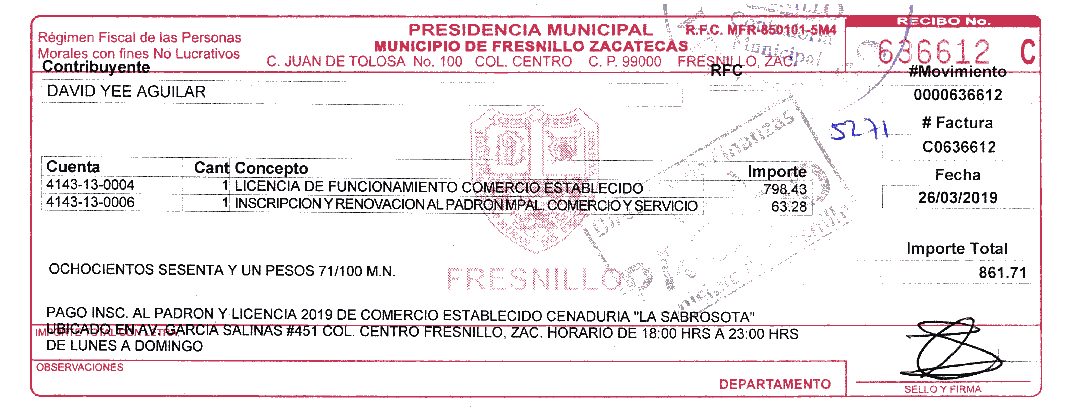 RECIBO No.
PRESIDENCIA MUNICIPAL R.F.C. MFR-850101-5M4
Régimen Fiscal de las Personas
Morales con fines No Lucrativos
MUNICIPIO DE FRESNILLO ZACATECAS
C. JUAN DE TOLOSA No. 100 COL. CENTRO C. P. 99000 FRESNILLO, ZAC.
Contraloría
Municipal
636612 C
Contribuyente RFC #Movimiento
DAVID YEE AGUILAR 0000636612
5271
# Factura
C0636612
Cuenta Cant Concepto Importe Fecha
4143-13-0004 1 LICENCIA DE FUNCIONAMIENTO COMERCIO ESTABLECIDO 798.43
4143-13-0006 1 INSCRIPCION Y RENOVACION AL PADRON MPAL. COMERCIO Y SERVICIO 63.28
26/03/2019
Finanzas
FRESNILLO
Importe Total
OCHOCIENTOS SESENTA Y UN PESOS 71/100 M.N. 861.71
PAGO INSC. AL PADRON Y LICENCIA 2019 DE COMERCIO ESTABLECIDO CENADURIA "LA SABROSOTA"
UBICADO EN AV. GARCIA SALINAS #451 COL. CENTRO FRESNILLO, ZAC. HORARIO DE 18:00 HRS A 23:00 HRS
DE LUNES A DOMINGO
OBSERVACIONES
DEPARTAMENTO
SELLO Y FIRMA